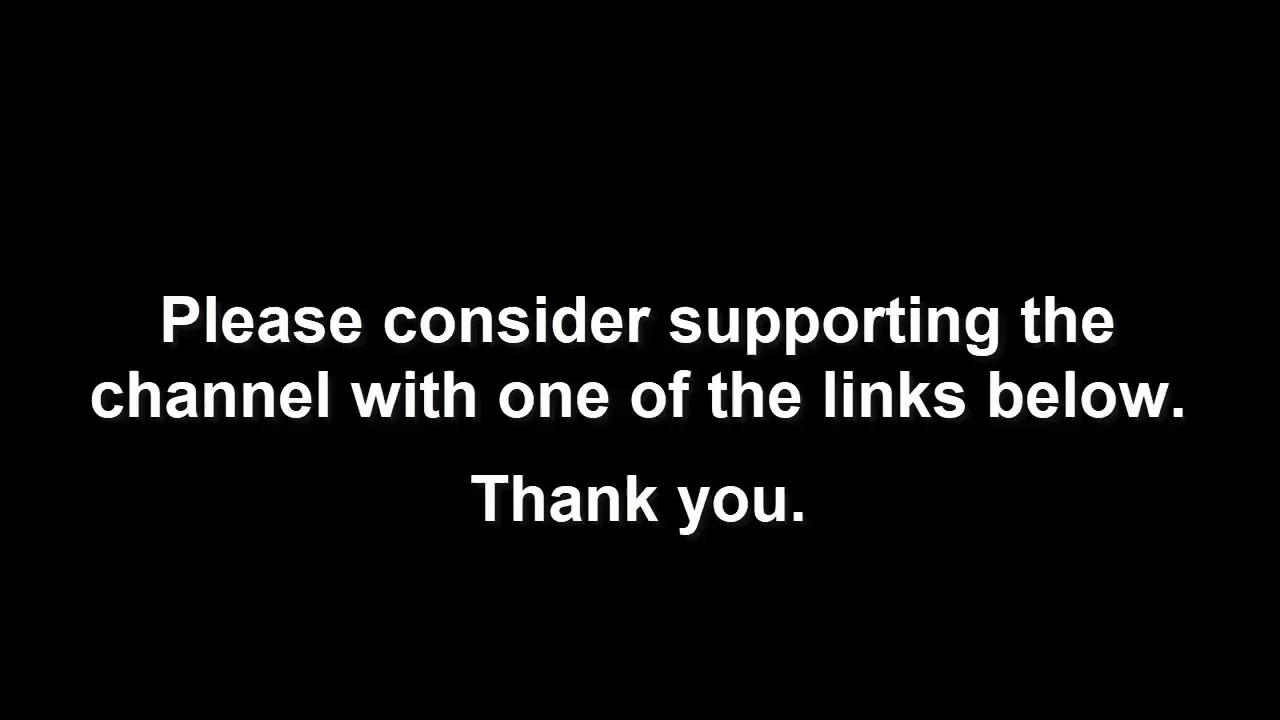 Please consider supporting the
channel with one of the links below.
Thank you.